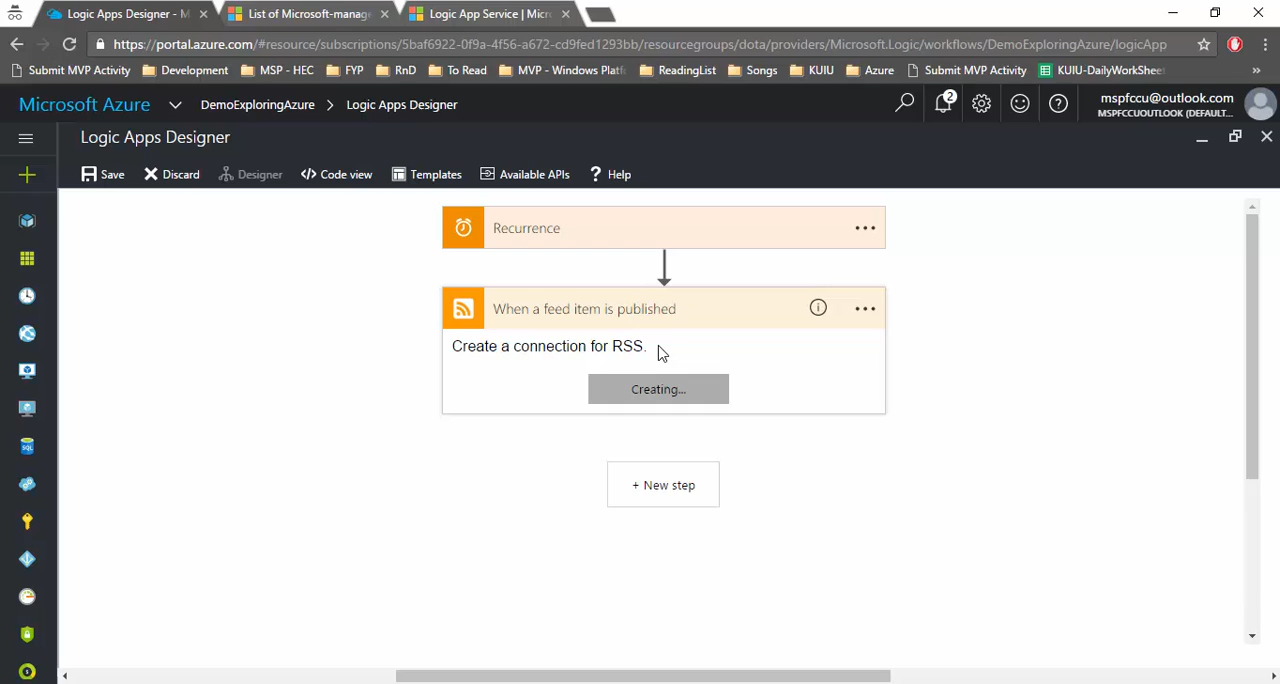 Logic Apps Designer - M
List of Microsoft-manag
Logic App Service | Micr
https://portal.azure.com/#resource/subscriptions/5baf6922-0f9a-4f56-a672-cd9fed1293bb/resourcegroups/dota/providers/Microsoft.Logic/workflows/DemoExploringAzure/logicApp
Submit MVP Activity Development MSP - HEC FYP RnD To Read MVP - Windows Platf ReadingList Songs KUIU Azure Submit MVP Activity KUIU-DailyWorkSheet »
Microsoft Azure DemoExploringAzure > Logic Apps Designer 2 mspfccu@outlook.com
MSPFCCUOUTLOOK (DEFAULT...
Logic Apps Designer
Save Discard Designer </> Code view Templates Available APIs ? Help
Recurrence ...
When a feed item is published ...
Create a connection for RSS.
Creating...
+ New step
SQL